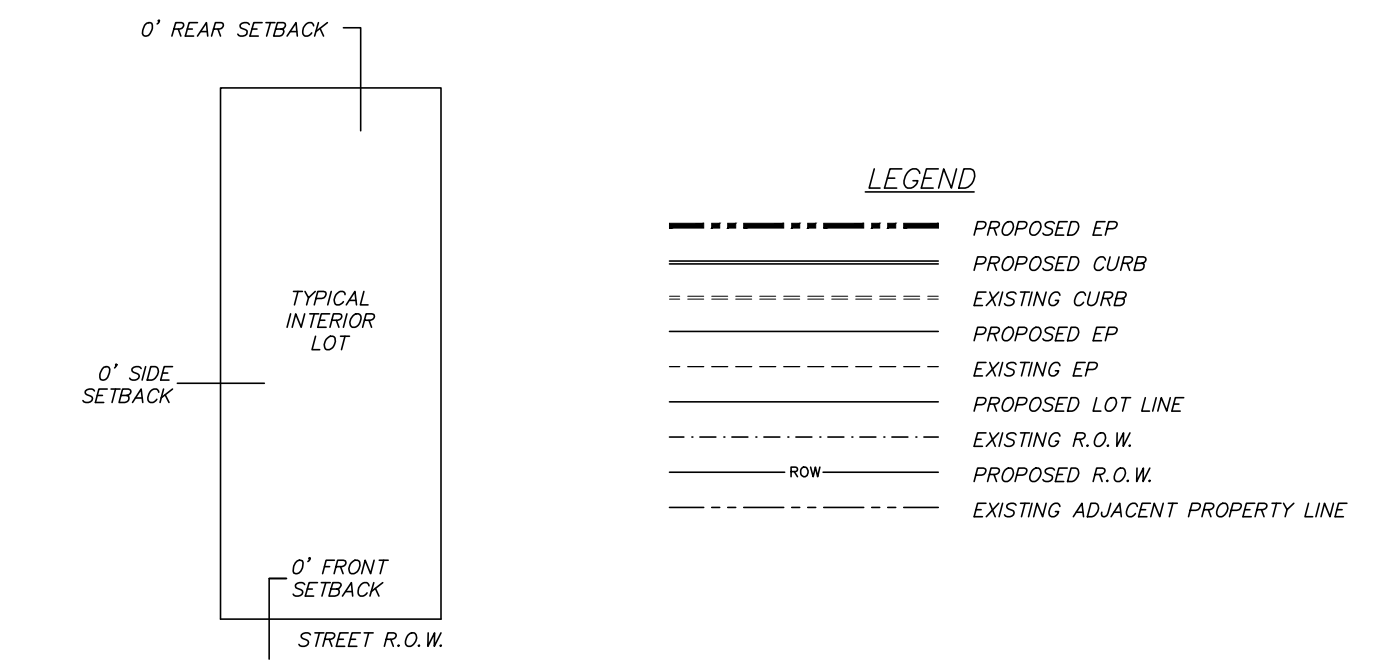 0' REAR SETBACK
TYPICAL
INTERIOR
LOT
0' SIDE
SETBACK
0' FRONT
SETBACK
STREET R.O.W.
LEGEND
PROPOSED EP
PROPOSED CURB
EXISTING CURB
PROPOSED EP
EXISTING EP
PROPOSED LOT LINE
EXISTING R.O.W.
ROW PROPOSED R.O.W.
EXISTING ADJACENT PROPERTY LINE